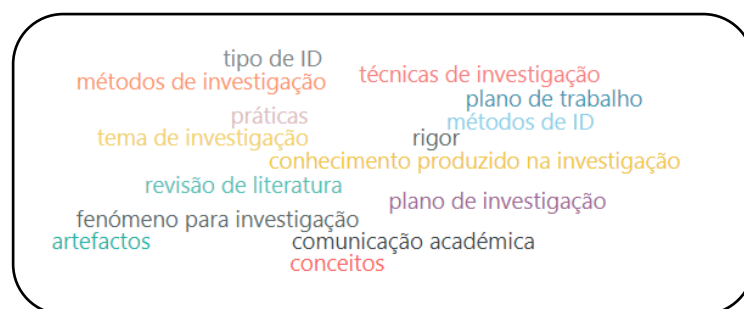 tipo de ID
técnicas de investigação
métodos de investigação
plano de trabalho
práticas
métodos de ID
tema de investigação
rigor
conhecimento produzido na investigação
revisão de literatura
plano de investigação
fenómeno para investigação
artefactos
comunicação académica
conceitos